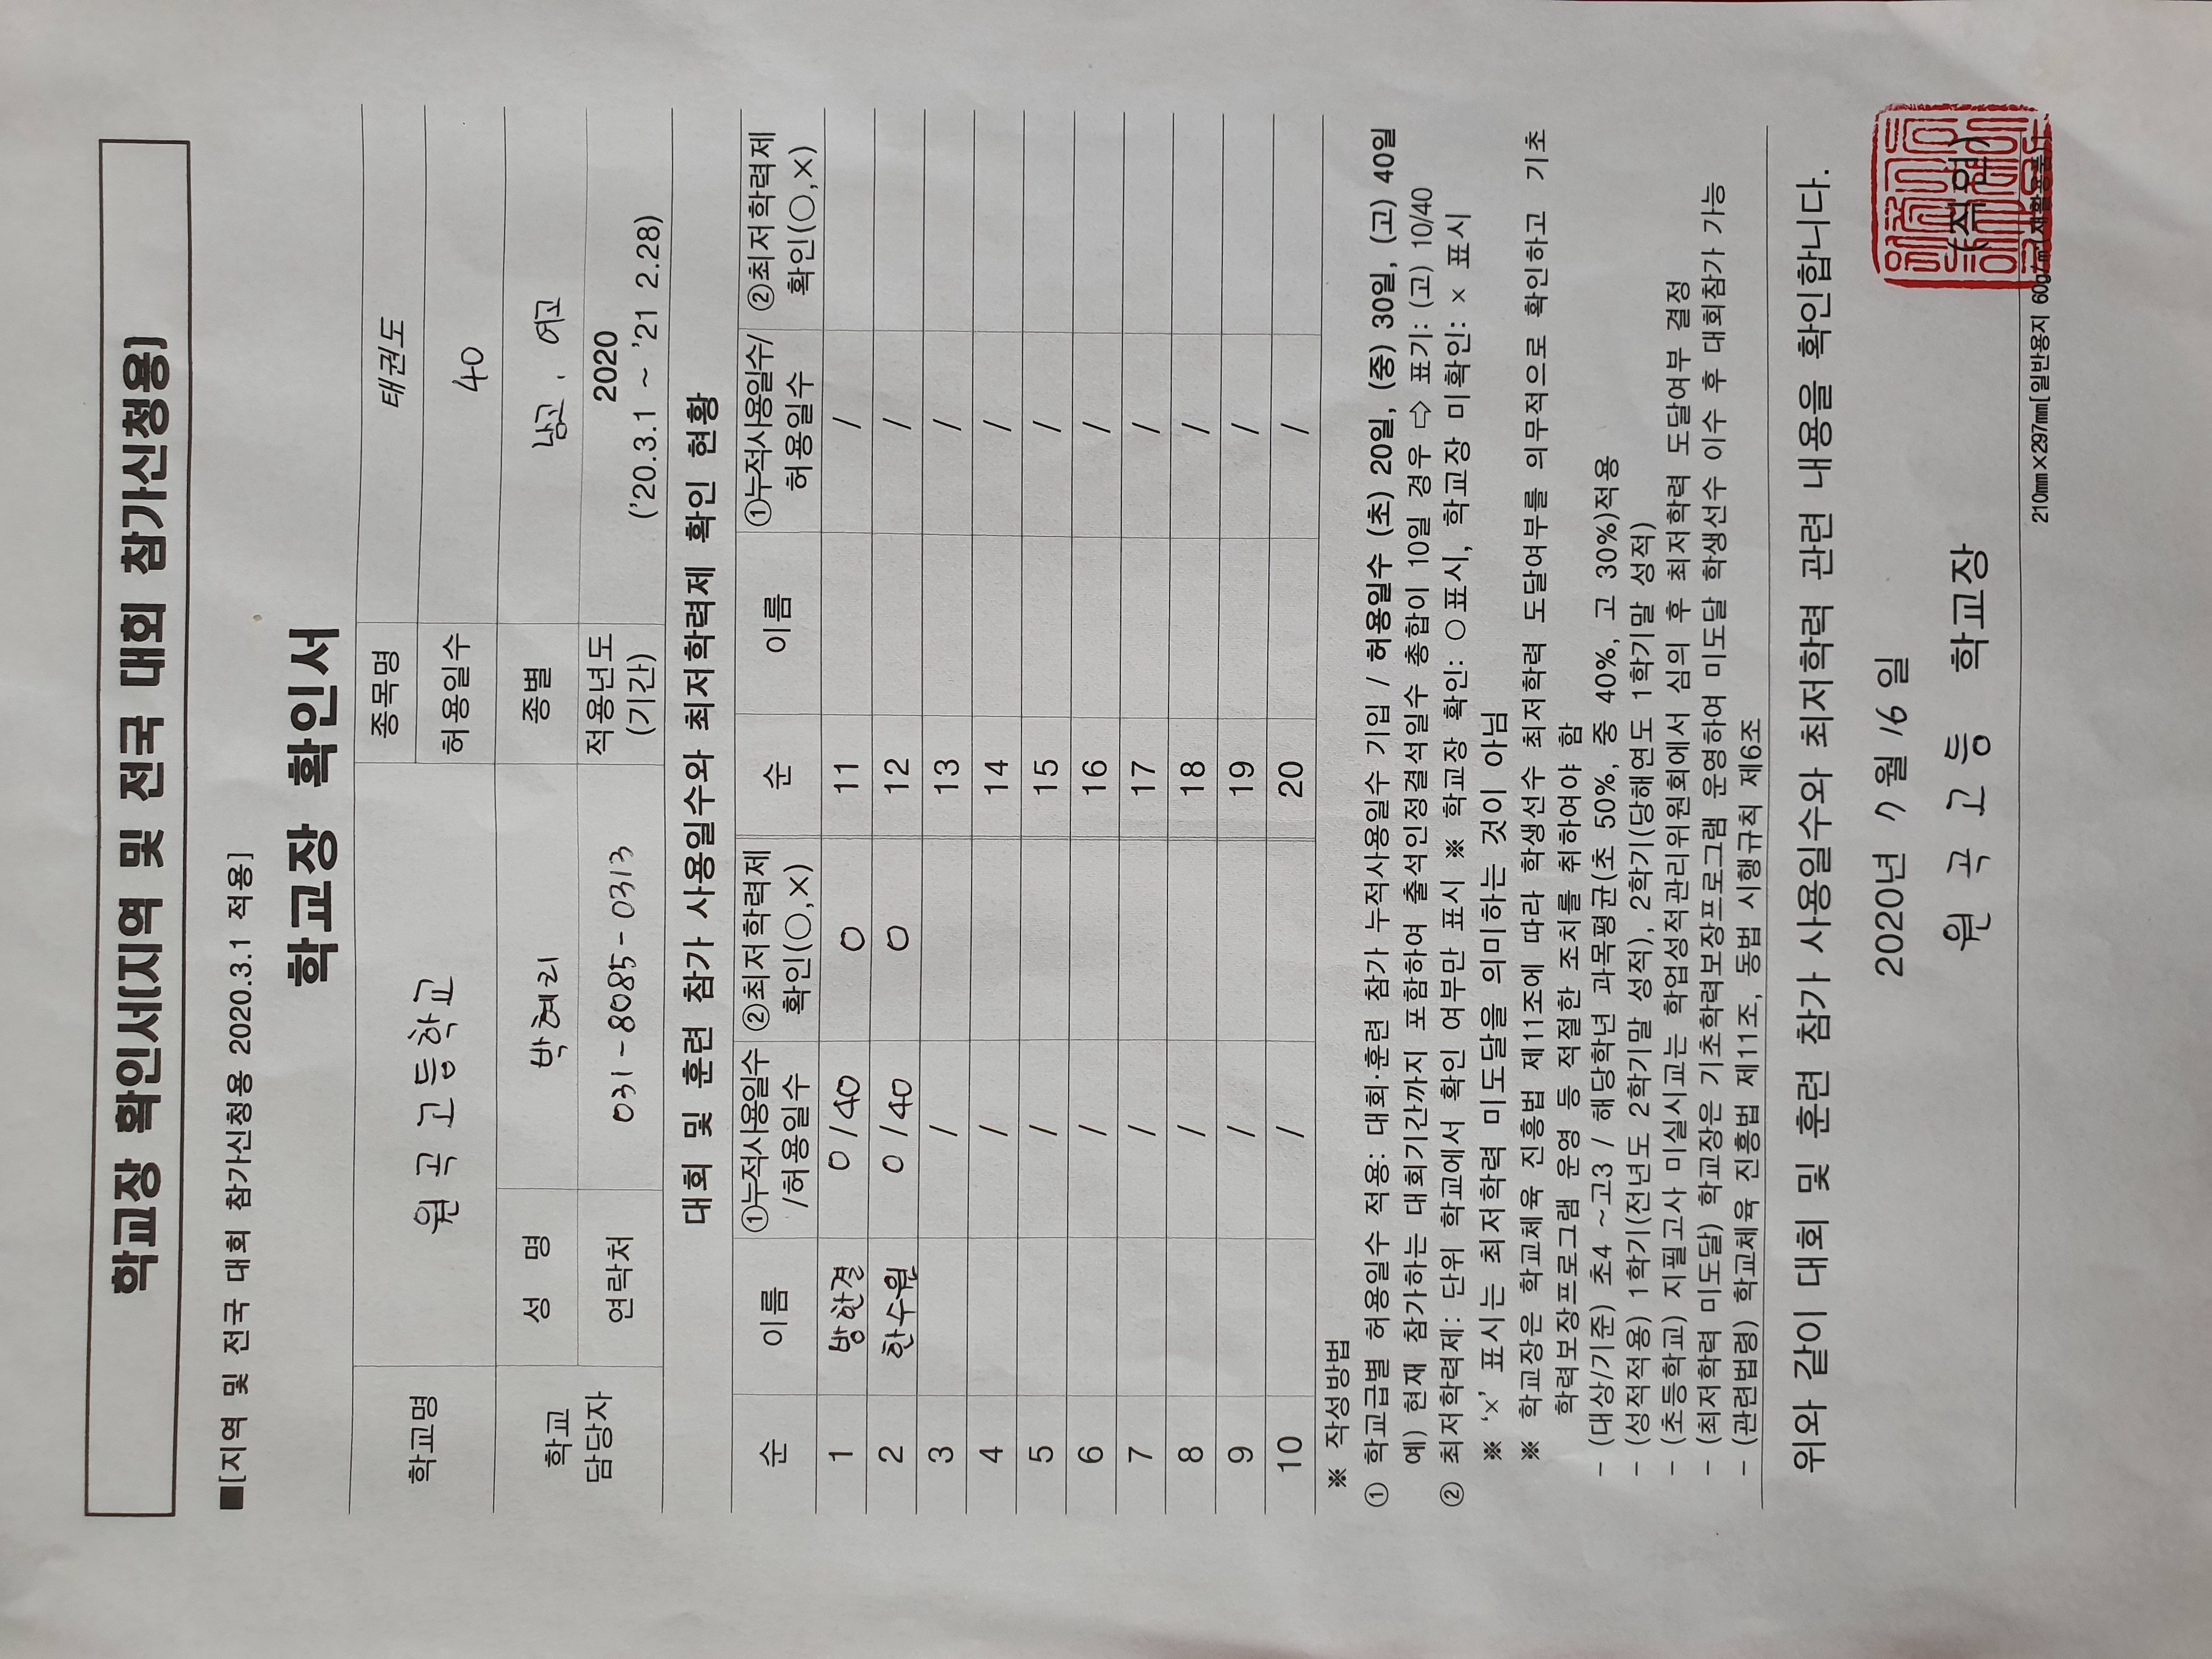 학교장 확인서(지역 및 전국 대회 참가신청용)
■[지역 및 전국 대회 참가신청용 2020.3.1 적용]
학교장 확인서
학교명 원곡고등학교 종목명 태권도
허용일수 40
학교 담당자 성 명 박혜리 종별 남고, 여고
연락처 031-8085-0313 적용년도 (기간) 2020 ('20.3.1 ~ '21 2.28)
대회 및 훈련 참가 사용일수와 최저학력제 확인 현황
순 이름 ①누적사용일수/허용일수 ②최저학력제 확인(○,×) 순 이름 ①누적사용일수/허용일수 ②최저학력제 확인(○,×)
1 방한결 0/40 0 11 /
2 한수원 0/40 0 12 /
3 / 13 /
4 / 14 /
5 / 15 /
6 / 16 /
7 / 17 /
8 / 18 /
9 / 19 /
10 / 20 /
※ 작성방법
① 학교급별 허용일수 적용: 대회·훈련 참가 누적사용일수 기입 / 허용일수 (초) 20일, (중) 30일, (고) 40일
예) 현재 참가하는 대회기간까지 포함하여 출석인정결석일수 총합이 10일 경우 ⇨ 표기: (고) 10/40
② 최저학력제: 단위 학교에서 확인 여부만 표시 ※ 학교장 확인: ○표시, 학교장 미확인: × 표시
※ '×' 표시는 최저학력 미도달을 의미하는 것이 아님
※ 학교장은 학교체육 진흥법 제11조에 따라 학생선수 최저학력 도달여부를 의무적으로 확인하고 기초
학력보장프로그램 운영 등 적절한 조치를 취하여야 함
- (대상/기준) 초4 ~고3 / 해당학년 과목평균(초 50%, 중 40%, 고 30%)적용
- (성적적용) 1학기(전년도 2학기말 성적), 2학기(당해연도 1학기말 성적)
- (초등학교) 지필고사 미실시교는 학업성적관리위원회에서 심의 후 최저학력 도달여부 결정
- (최저학력 미도달) 학교장은 기초학력보장프로그램 운영하여 미도달 학생선수 이수 후 대회참가 가능
- (관련법령) 학교체육 진흥법 제11조, 동법 시행규칙 제6조
위와 같이 대회 및 훈련 참가 사용일수와 최저학력 관련 내용을 확인합니다.
2020년 7월 16일
원곡고등 학교장 (직인)
210㎜×297㎜[일반용지 60g/㎡(재활용품)]